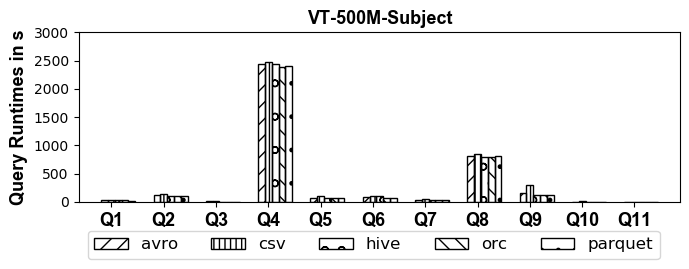 VT-500M-Subject
Query Runtimes in s
3000
2500
2000
1500
1000
500
0
Q1 Q2 Q3 Q4 Q5 Q6 Q7 Q8 Q9 Q10 Q11
avro csv hive orc parquet